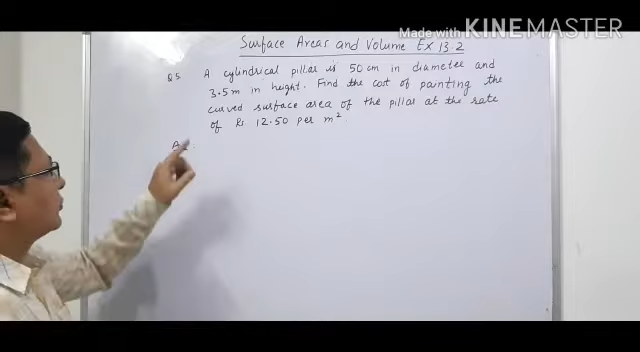 Made with KINEMASTER
Surface Areas and Volume Ex 13.2
Q5. A cylindrical pillar is 50 cm in diameter and
3.5 m in height. Find the cost of painting the
curved surface area of the pillar at the rate
of Rs 12.50 per m²
A